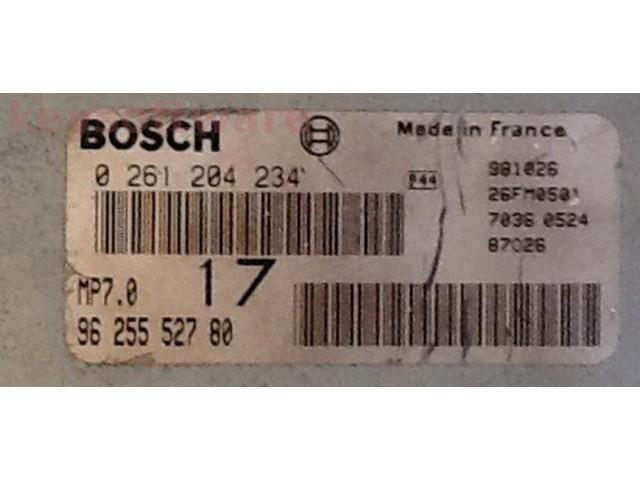 BOSCH
Made in France
0 261 204 234
981026
26FM0501
7036 0524
87026
MP7.0
17
96 255 527 80